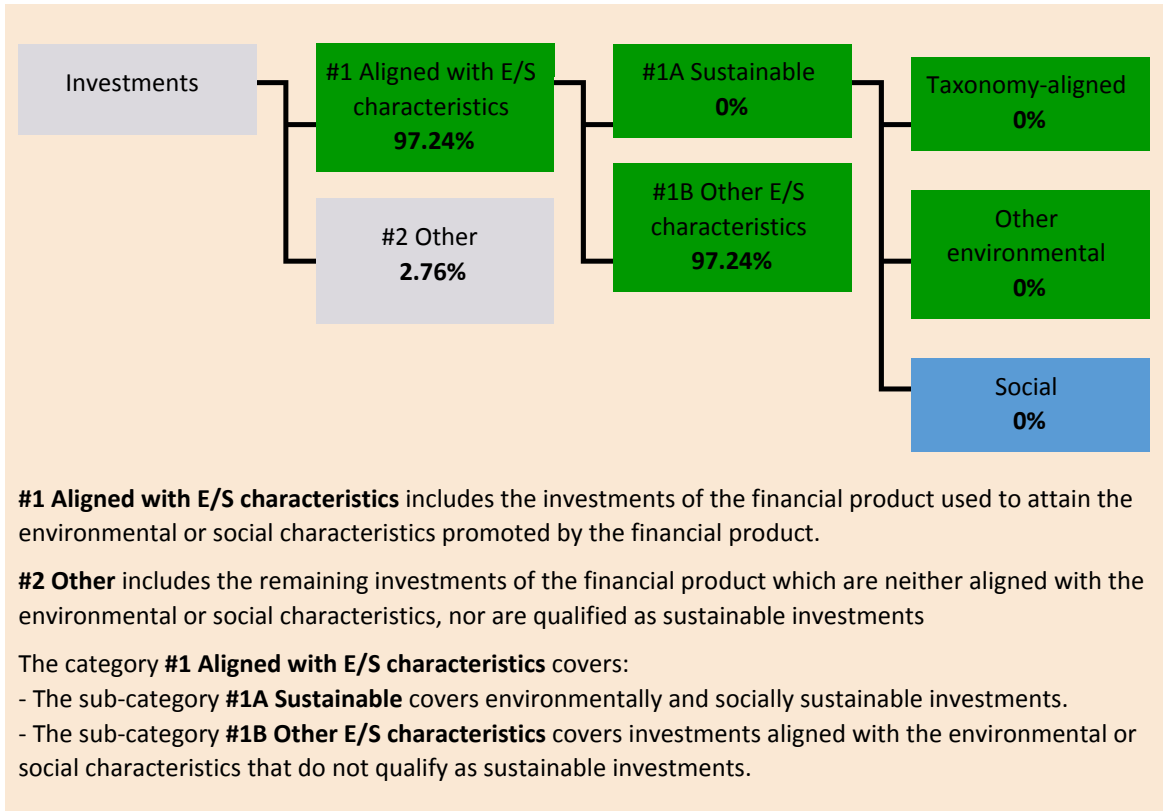 Investments
#1 Aligned with E/S
characteristics
97.24%
#2 Other
2.76%
#1A Sustainable
0%
#1B Other E/S
characteristics
97.24%
Taxonomy-aligned
0%
Other
environmental
0%
Social
0%
#1 Aligned with E/S characteristics includes the investments of the financial product used to attain the
environmental or social characteristics promoted by the financial product.
#2 Other includes the remaining investments of the financial product which are neither aligned with the
environmental or social characteristics, nor are qualified as sustainable investments
The category #1 Aligned with E/S characteristics covers:
- The sub-category #1A Sustainable covers environmentally and socially sustainable investments.
- The sub-category #1B Other E/S characteristics covers investments aligned with the environmental or
social characteristics that do not qualify as sustainable investments.